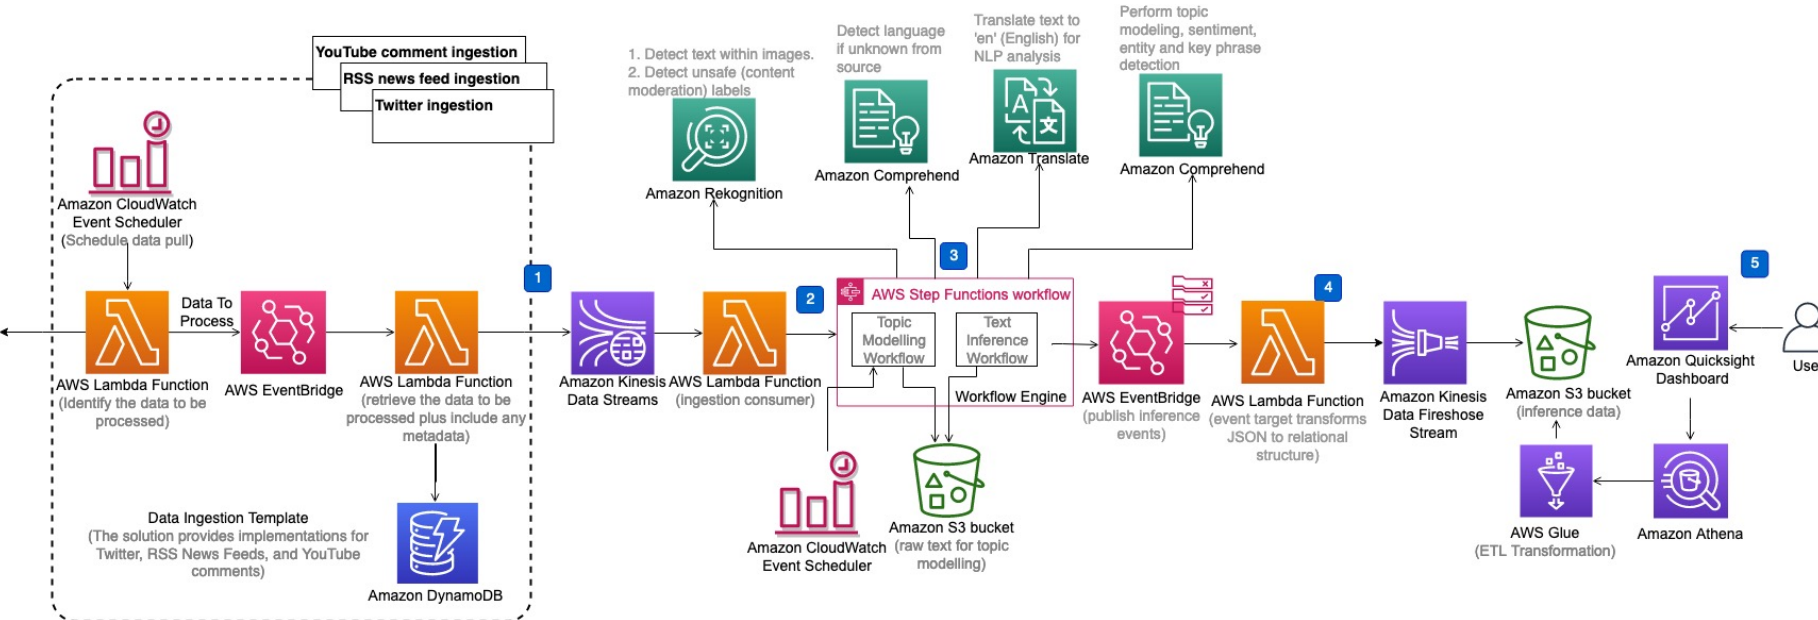 YouTube comment ingestion
RSS news feed ingestion
Twitter ingestion
Amazon CloudWatch
Event Scheduler
(Schedule data pull)
AWS Lambda Function
(Identify the data to be
processed)
Data To
Process
AWS EventBridge
AWS Lambda Function
(retrieve the data to be
processed plus include any
metadata)
Data Ingestion Template
(The solution provides implementations for
Twitter, RSS News Feeds, and YouTube
comments)
Amazon DynamoDB
1
Amazon Kinesis
Data Streams
AWS Lambda Function
(ingestion consumer)
2
1. Detect text within images.
2. Detect unsafe (content
moderation) labels
Amazon Rekognition
Detect language
if unknown from
source
Amazon Comprehend
Translate text to
'en' (English) for
NLP analysis
A
文
Amazon Translate
Perform topic
modeling, sentiment,
entity and key phrase
detection
Amazon Comprehend
3
AWS Step Functions workflow
Topic
Modelling
Workflow
Text
Inference
Workflow
Workflow Engine
Amazon CloudWatch
Event Scheduler
Amazon S3 bucket
(raw text for topic
modelling)
AWS EventBridge
(publish inference
events)
4
AWS Lambda Function
(event target transforms
JSON to relational
structure)
Amazon Kinesis
Data Fireshose
Stream
Amazon S3 bucket
(inference data)
AWS Glue
(ETL Transformation)
5
Amazon Quicksight
Dashboard
Amazon Athena
Use